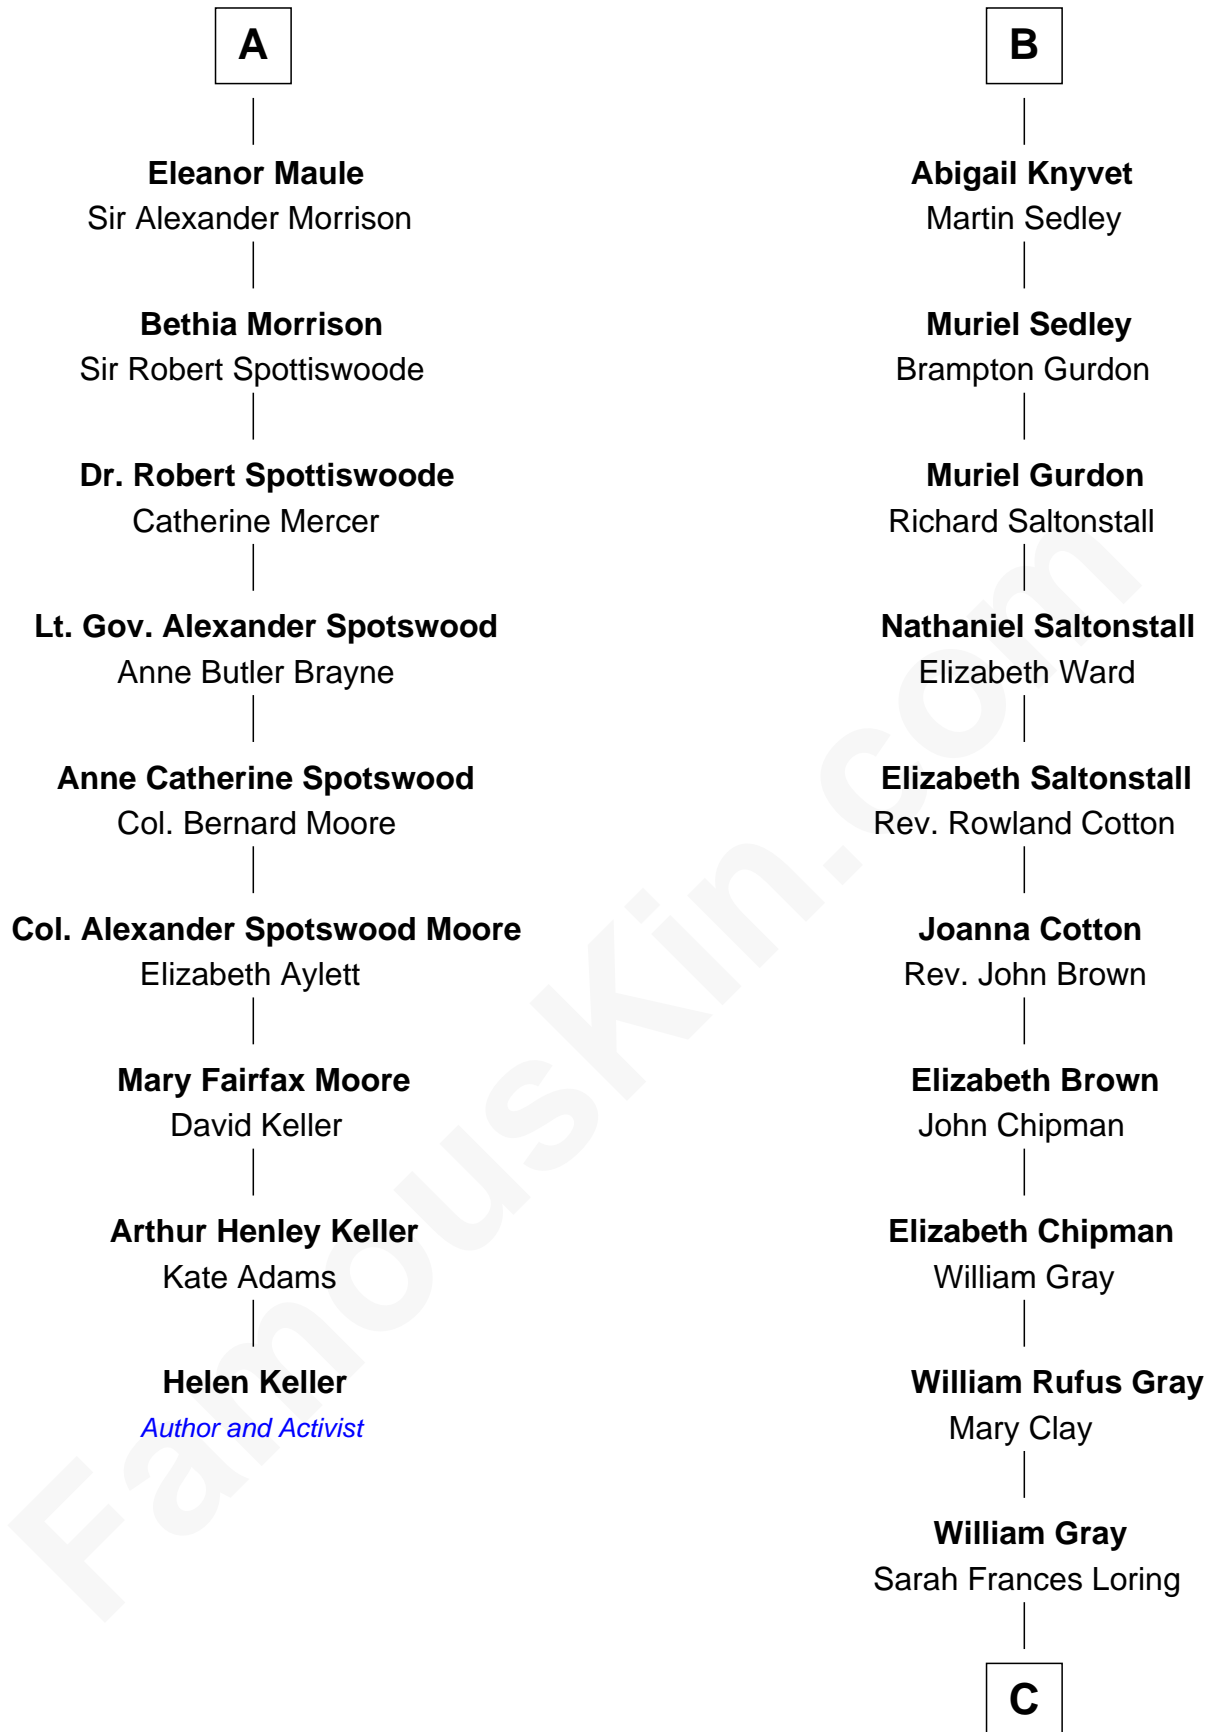 A
Eleanor Maule
Sir Alexander Morrison
Bethia Morrison
Sir Robert Spottiswoode
Dr. Robert Spottiswoode
Catherine Mercer
Lt. Gov. Alexander Spotswood
Anne Butler Brayne
Anne Catherine Spotswood
Col. Bernard Moore
Col. Alexander Spotswood Moore
Elizabeth Aylett
Mary Fairfax Moore
David Keller
Arthur Henley Keller
Kate Adams
Helen Keller
Author and Activist
B
Abigail Knyvet
Martin Sedley
Muriel Sedley
Brampton Gurdon
Muriel Gurdon
Richard Saltonstall
Nathaniel Saltonstall
Elizabeth Ward
Elizabeth Saltonstall
Rev. Rowland Cotton
Joanna Cotton
Rev. John Brown
Elizabeth Brown
John Chipman
Elizabeth Chipman
William Gray
William Rufus Gray
Mary Clay
William Gray
Sarah Frances Loring
C
FamousKin.com